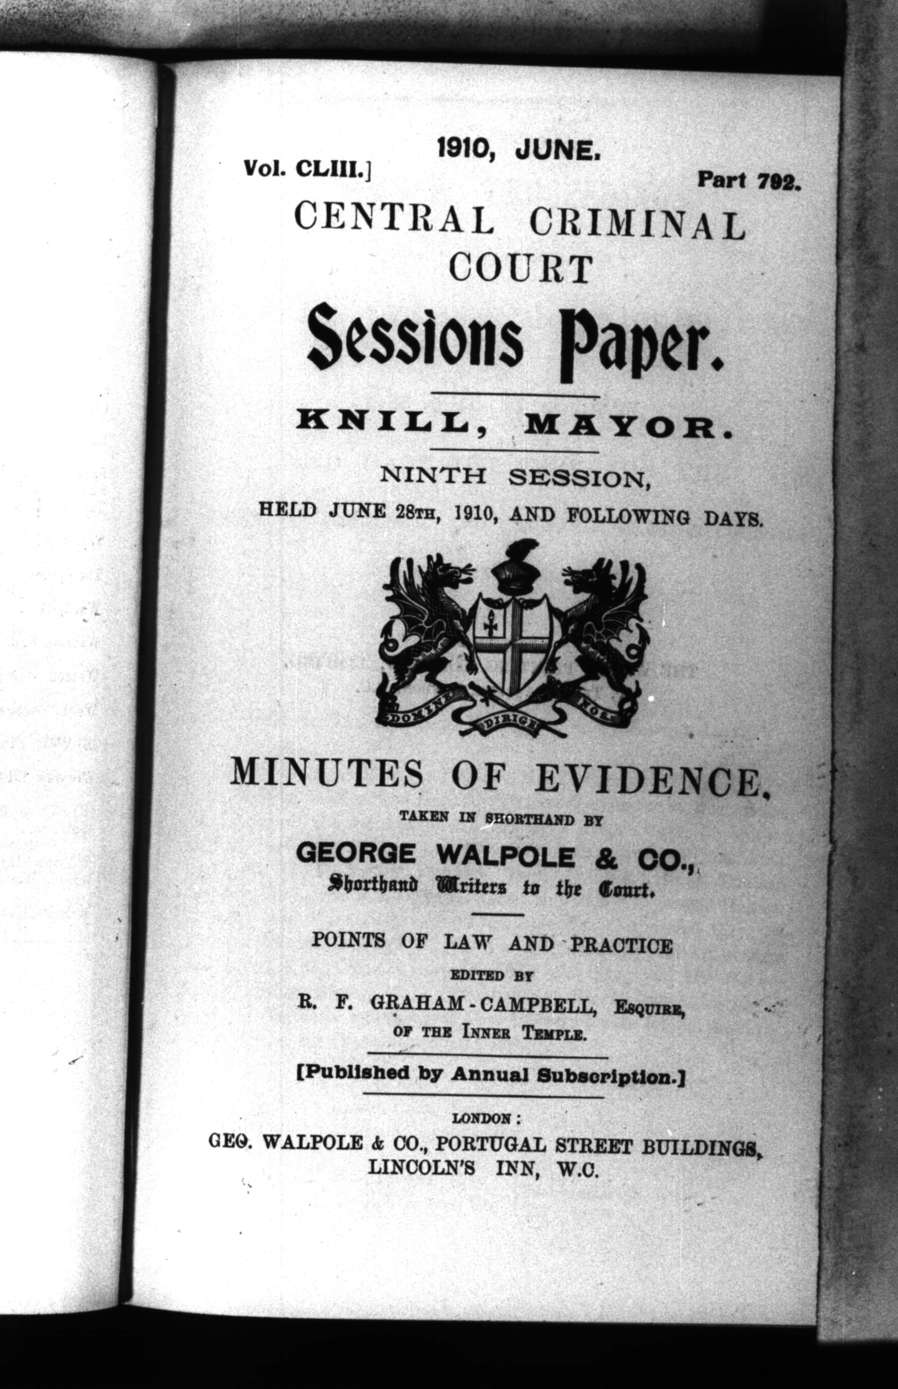 1910, JUNE.
Vol. CLIII.]
Part 792.
CENTRAL CRIMINAL
COURT
Sessions Paper.
KNILL, MAYOR.
NINTH SESSION,
HELD JUNE 28TH, 1910, AND FOLLOWING DAYS.
DOMINE DIRIGE NOS
MINUTES OF EVIDENCE,
TAKEN IN SHORTHAND BY
GEORGE WALPOLE & CO.,
Shorthand Writers to the Court.
POINTS OF LAW AND PRACTICE
EDITED BY
R. F. GRAHAM-CAMPBELL, ESQUIRE,
OF THE INNER TEMPLE.
[Published by Annual Subscription.]
LONDON:
GEO. WALPOLE & CO., PORTUGAL STREET BUILDINGS,
LINCOLN'S INN, W.C.